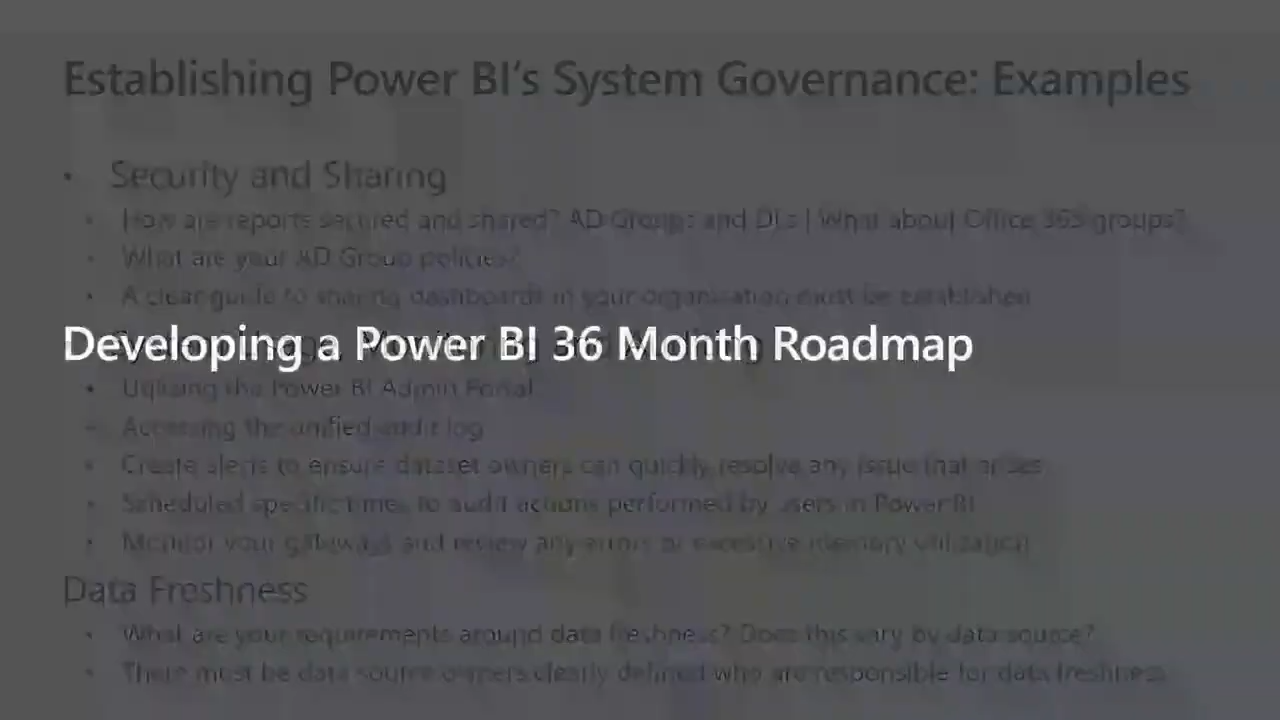 Establishing Power BI's System Governance: Examples
• Security and Sharing
• How are reports secured and shared? AD Groups and DLs | What about Office 365 groups?
• What are your AD Group policies?
• A clear guide to sharing dashboards in your organisation must be established
Developing a Power BI 36 Month Roadmap
• Utilising the Power BI Admin Portal
• Accessing the unified audit log
• Create alerts to ensure dataset owners can quickly resolve any issue that arises
• Scheduled specific times to audit actions performed by users in Power BI
• Monitor your gateways and review any errors or excessive memory utilization
Data Freshness
• What are your requirements around data freshness? Does this vary by data source?
• There must be data source owners clearly defined who are responsible for data freshness